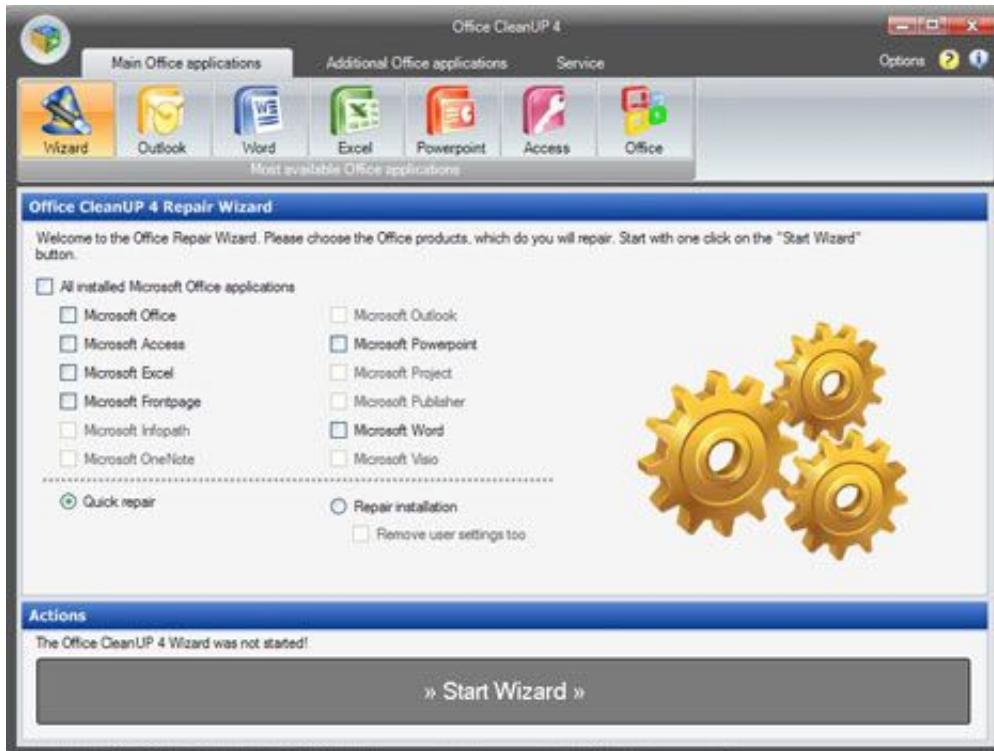 Office CleanUP 4
Main Office applications Additional Office applications Service Options
Wizard Outlook Word Excel Powerpoint Access Office
Most available Office applications
Office CleanUP 4 Repair Wizard
Welcome to the Office Repair Wizard. Please choose the Office products, which do you will repair. Start with one click on the "Start Wizard"
button.
All installed Microsoft Office applications
Microsoft Office Microsoft Outlook
Microsoft Access Microsoft Powerpoint
Microsoft Excel Microsoft Project
Microsoft Frontpage Microsoft Publisher
Microsoft Infopath Microsoft Word
Microsoft OneNote Microsoft Visio
Quick repair Repair installation
Remove user settings too
Actions
The Office CleanUP 4 Wizard was not started!
» Start Wizard »